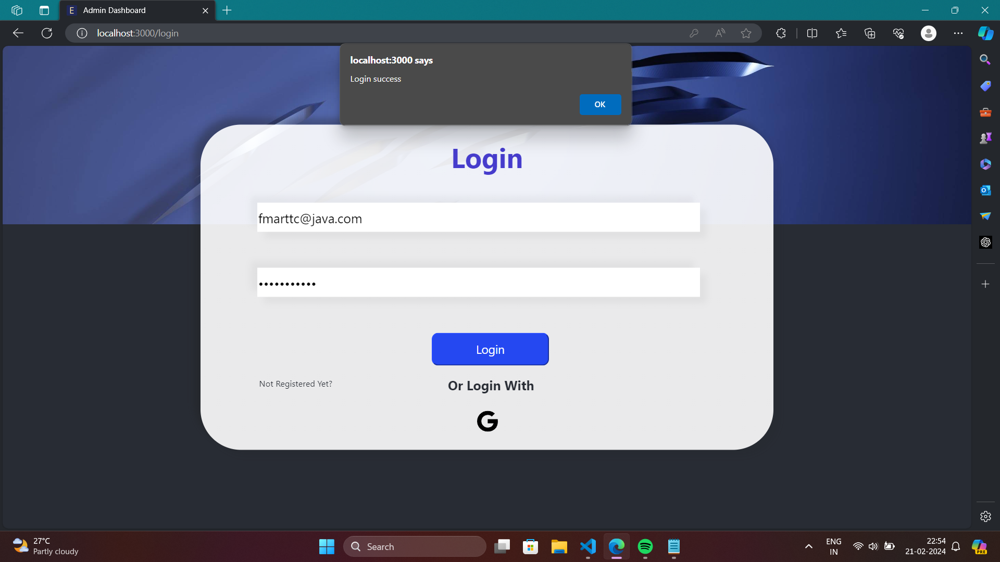 E Admin Dashboard
localhost:3000/login
localhost:3000 says
Login success
OK
Login
fmarttc@java.com
•••••••••••
Login
Not Registered Yet?
Or Login With
G
27°C
Partly cloudy
Search
ENG
IN
22:54
21-02-2024
PRE